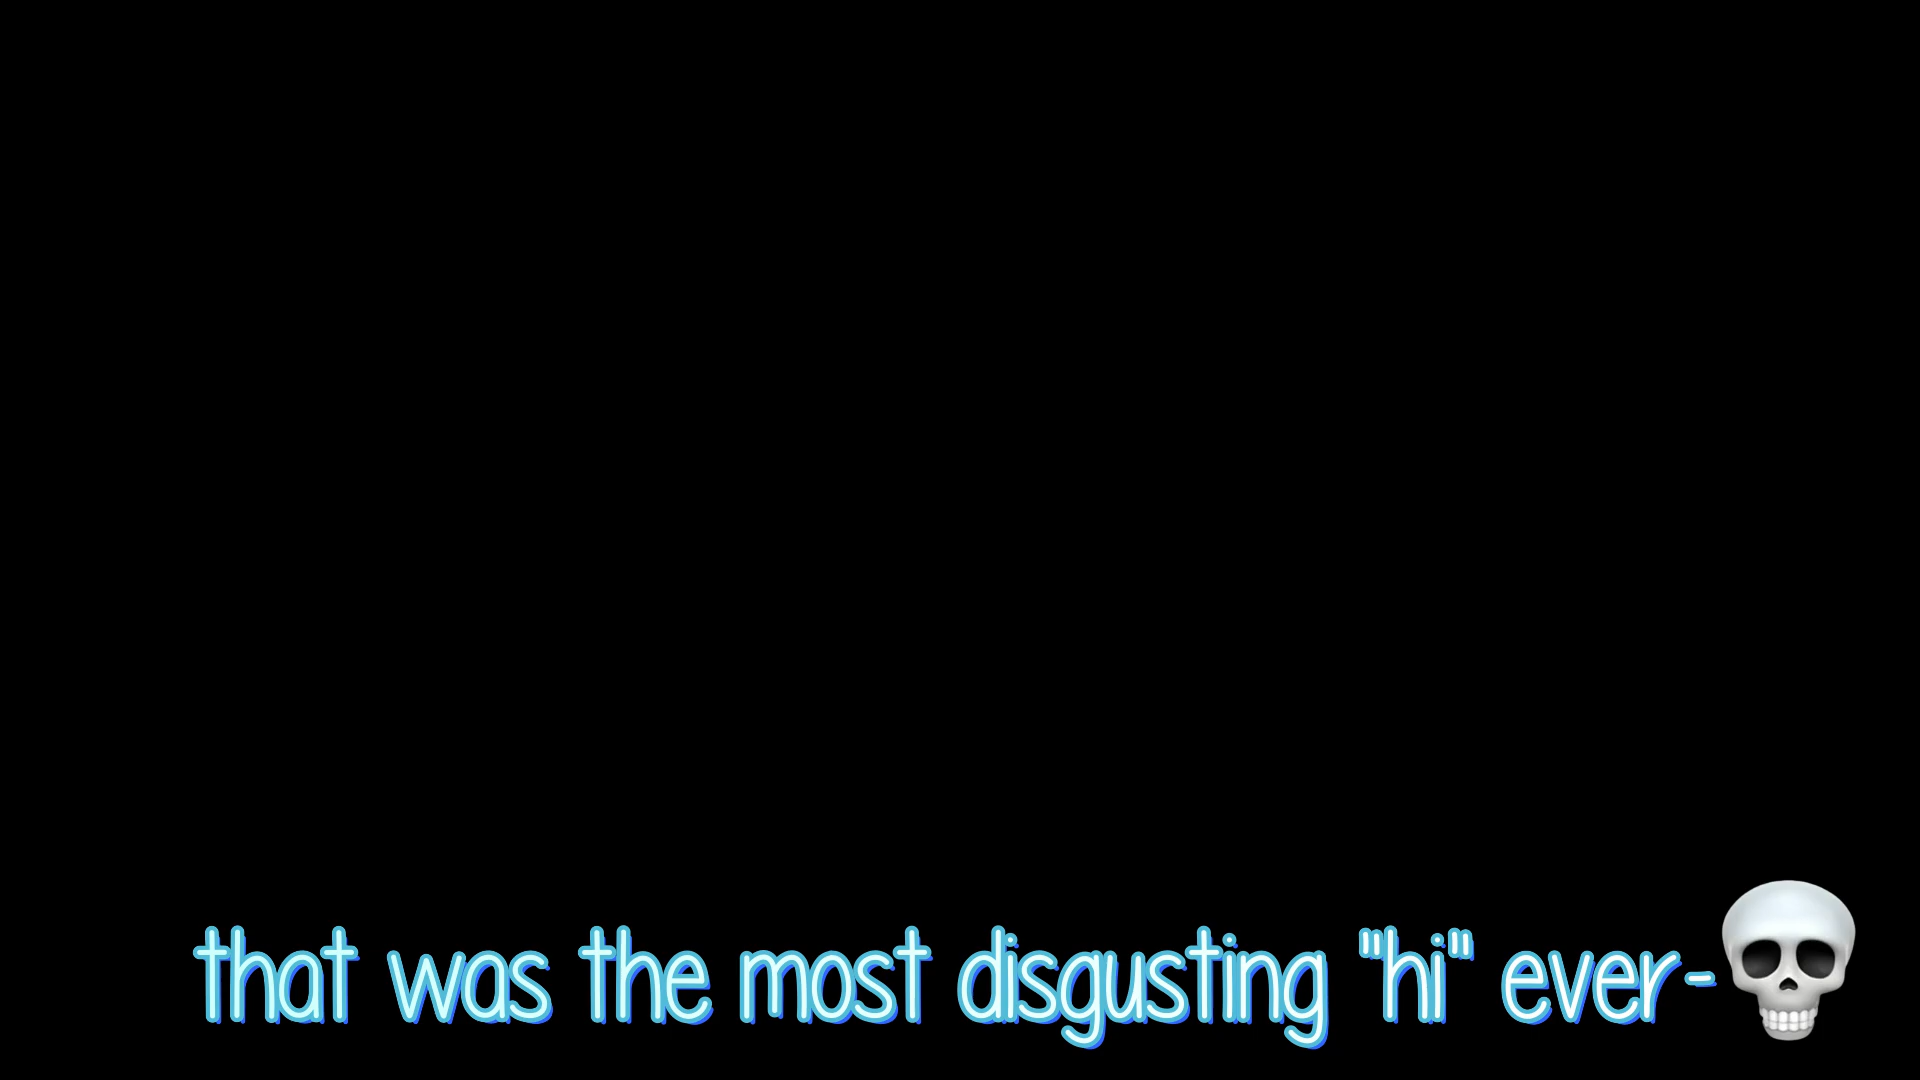 that was the most disgusting "hi" ever-💀